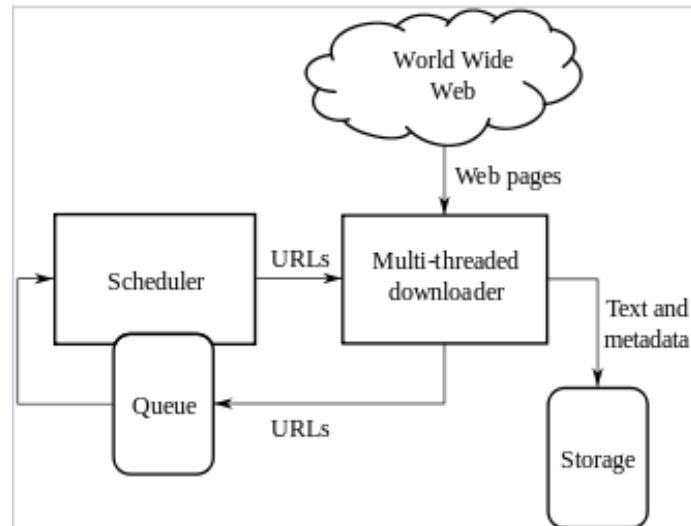 World Wide
Web
Web pages
Scheduler
URLs
Multi-threaded
downloader
Text and
metadata
Queue
URLs
Storage